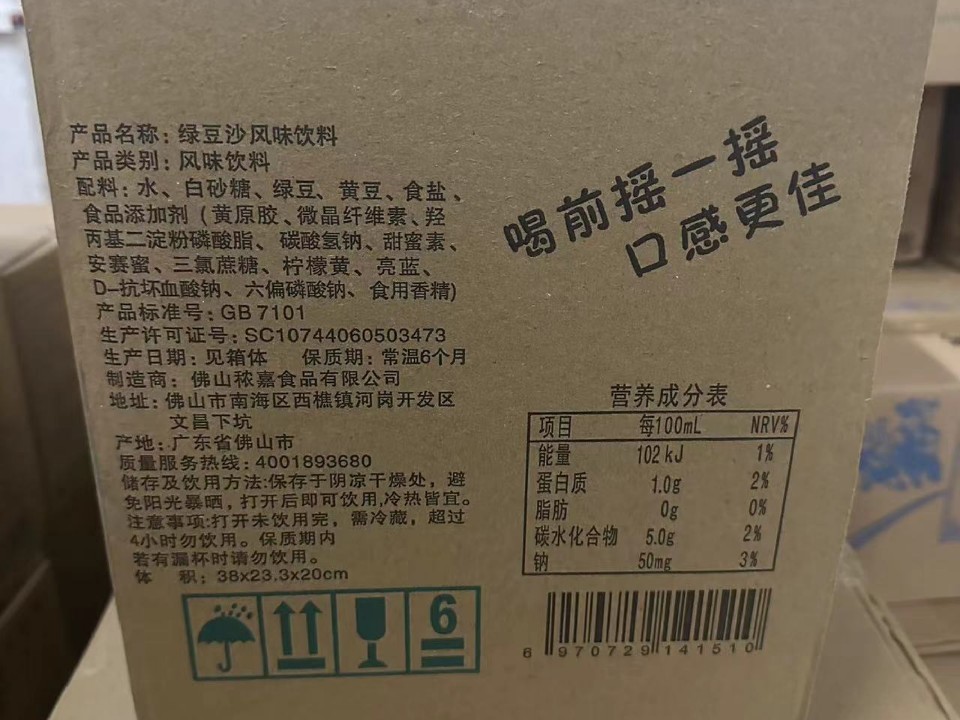 产品名称：绿豆沙风味饮料
产品类别：风味饮料
配料：水、白砂糖、绿豆、黄豆、食盐、
食品添加剂（黄原胶、微晶纤维素、羟
丙基二淀粉磷酸脂、碳酸氢钠、甜蜜素、
安赛蜜、三氯蔗糖、柠檬黄、亮蓝、
D-抗坏血酸钠、六偏磷酸钠、食用香精)
产品标准号：GB 7101
生产许可证号：SC10744060503473
生产日期：见箱体 保质期：常温6个月
制造商：佛山秾嘉食品有限公司
地址：佛山市南海区西樵镇河岗开发区
文昌下坑
产地：广东省佛山市
质量服务热线：4001893680
储存及饮用方法:保存于阴凉干燥处，避
免阳光暴晒，打开后即可饮用,冷热皆宜。
注意事项:打开未饮用完，需冷藏，超过
4小时勿饮用。保质期内
若有漏杯时请勿饮用。
体 积：38x23.3x20cm
6
喝前摇一摇
口感更佳
营养成分表
项目 每100mL NRV%
能量 102 kJ 1%
蛋白质 1.0g 2%
脂肪 0g 0%
碳水化合物 5.0g 2%
钠 50mg 3%
6 970729 141510